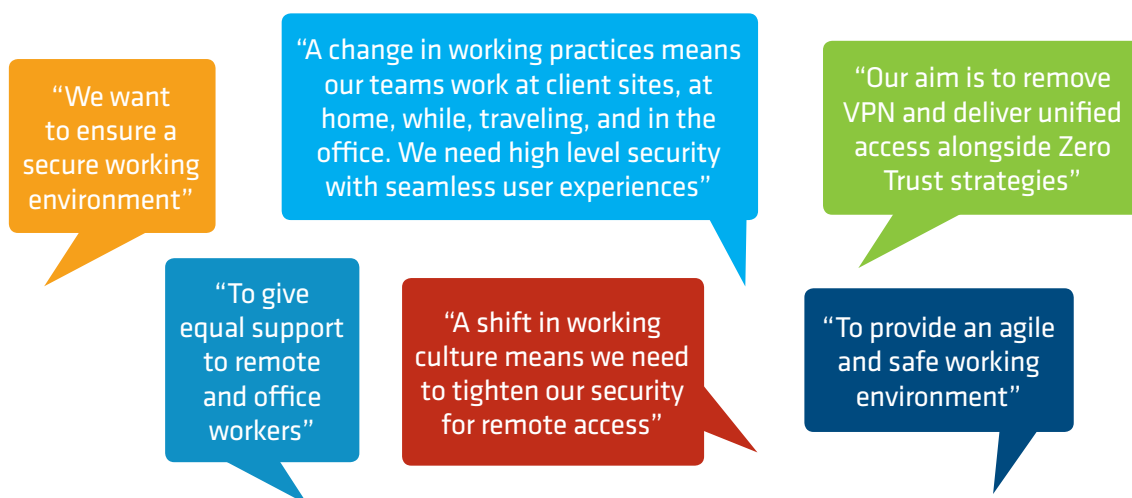 “We want
to ensure a
secure working
environment”
“A change in working practices means
our teams work at client sites, at
home, while, traveling, and in the
office. We need high level security
with seamless user experiences”
“Our aim is to remove
VPN and deliver unified
access alongside Zero
Trust strategies”
“To give
equal support
to remote
and office
workers”
“A shift in working
culture means we need
to tighten our security
for remote access”
“To provide an agile
and safe working
environment”